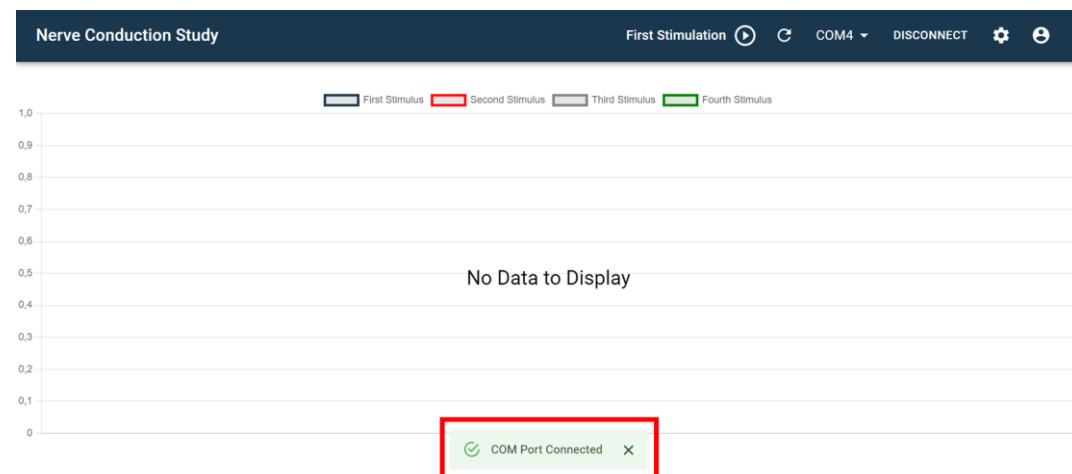 Nerve Conduction Study
First Stimulation
COM4
DISCONNECT
First Stimulus Second Stimulus Third Stimulus Fourth Stimulus
1,0
0,9
0,8
0,7
0,6
0,5
No Data to Display
0,4
0,3
0,2
0,1
0
COM Port Connected